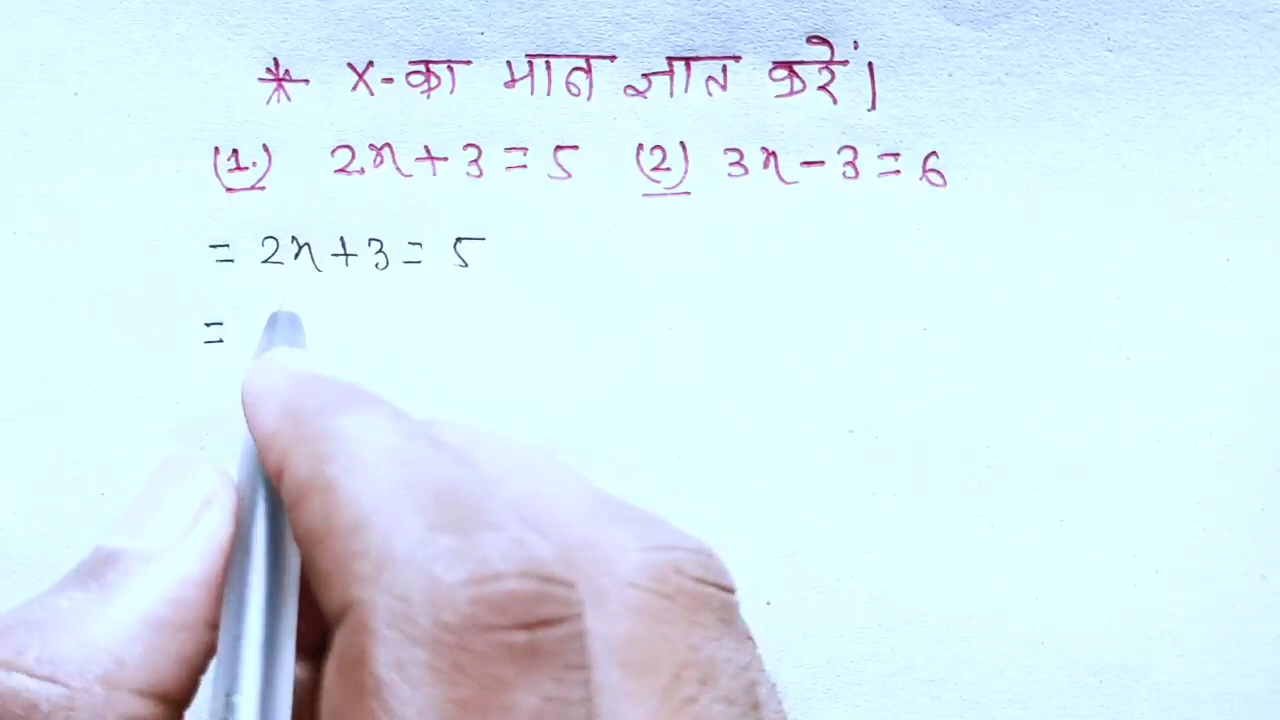 * x-का मान ज्ञात करें।
(1.) 2x+3=5 (2) 3x-3=6
= 2x+3= 5
=